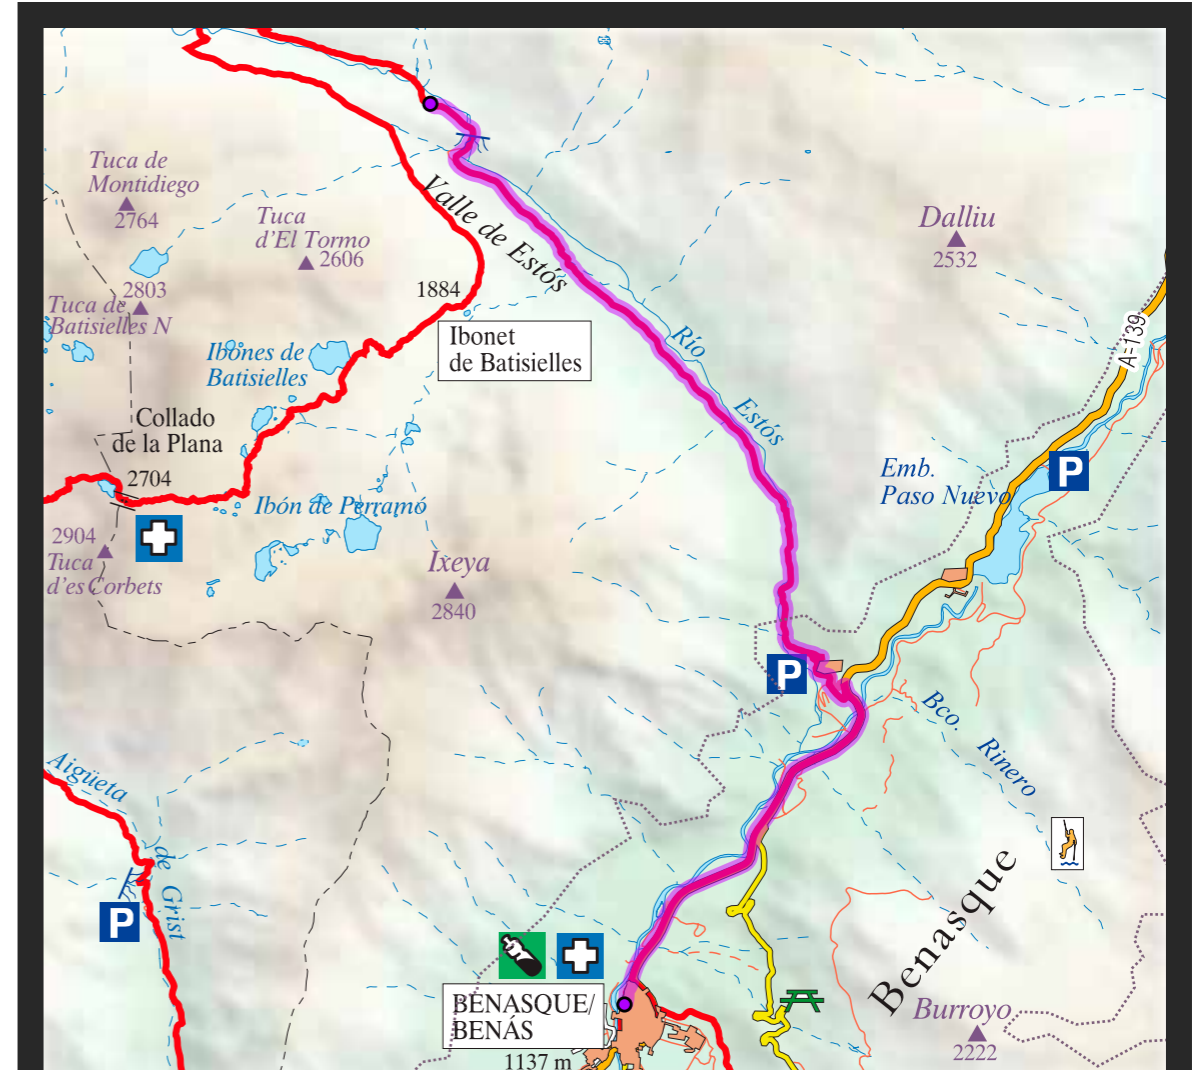 Tuca de
Montidiego
2764
Tuca
d'El Tormo
2606
Valle de Estós
Dalliu
2532
2803
Tuca de
Batisielles N
1884
Ibonet
de Batisielles
Ibones de
Batisielles
Río
Estós
A-139
Collado
de la Plana
2704
Emb.
Paso Nuevo
P
Ibón de Perramó
2904
Tuca
d'es Corbets
Ixeya
2840
P
Bco.
Rinero
Aigüeta
de Grist
P
Benasque
BENASQUE/
BENÁS
1137 m
Burroyo
2222